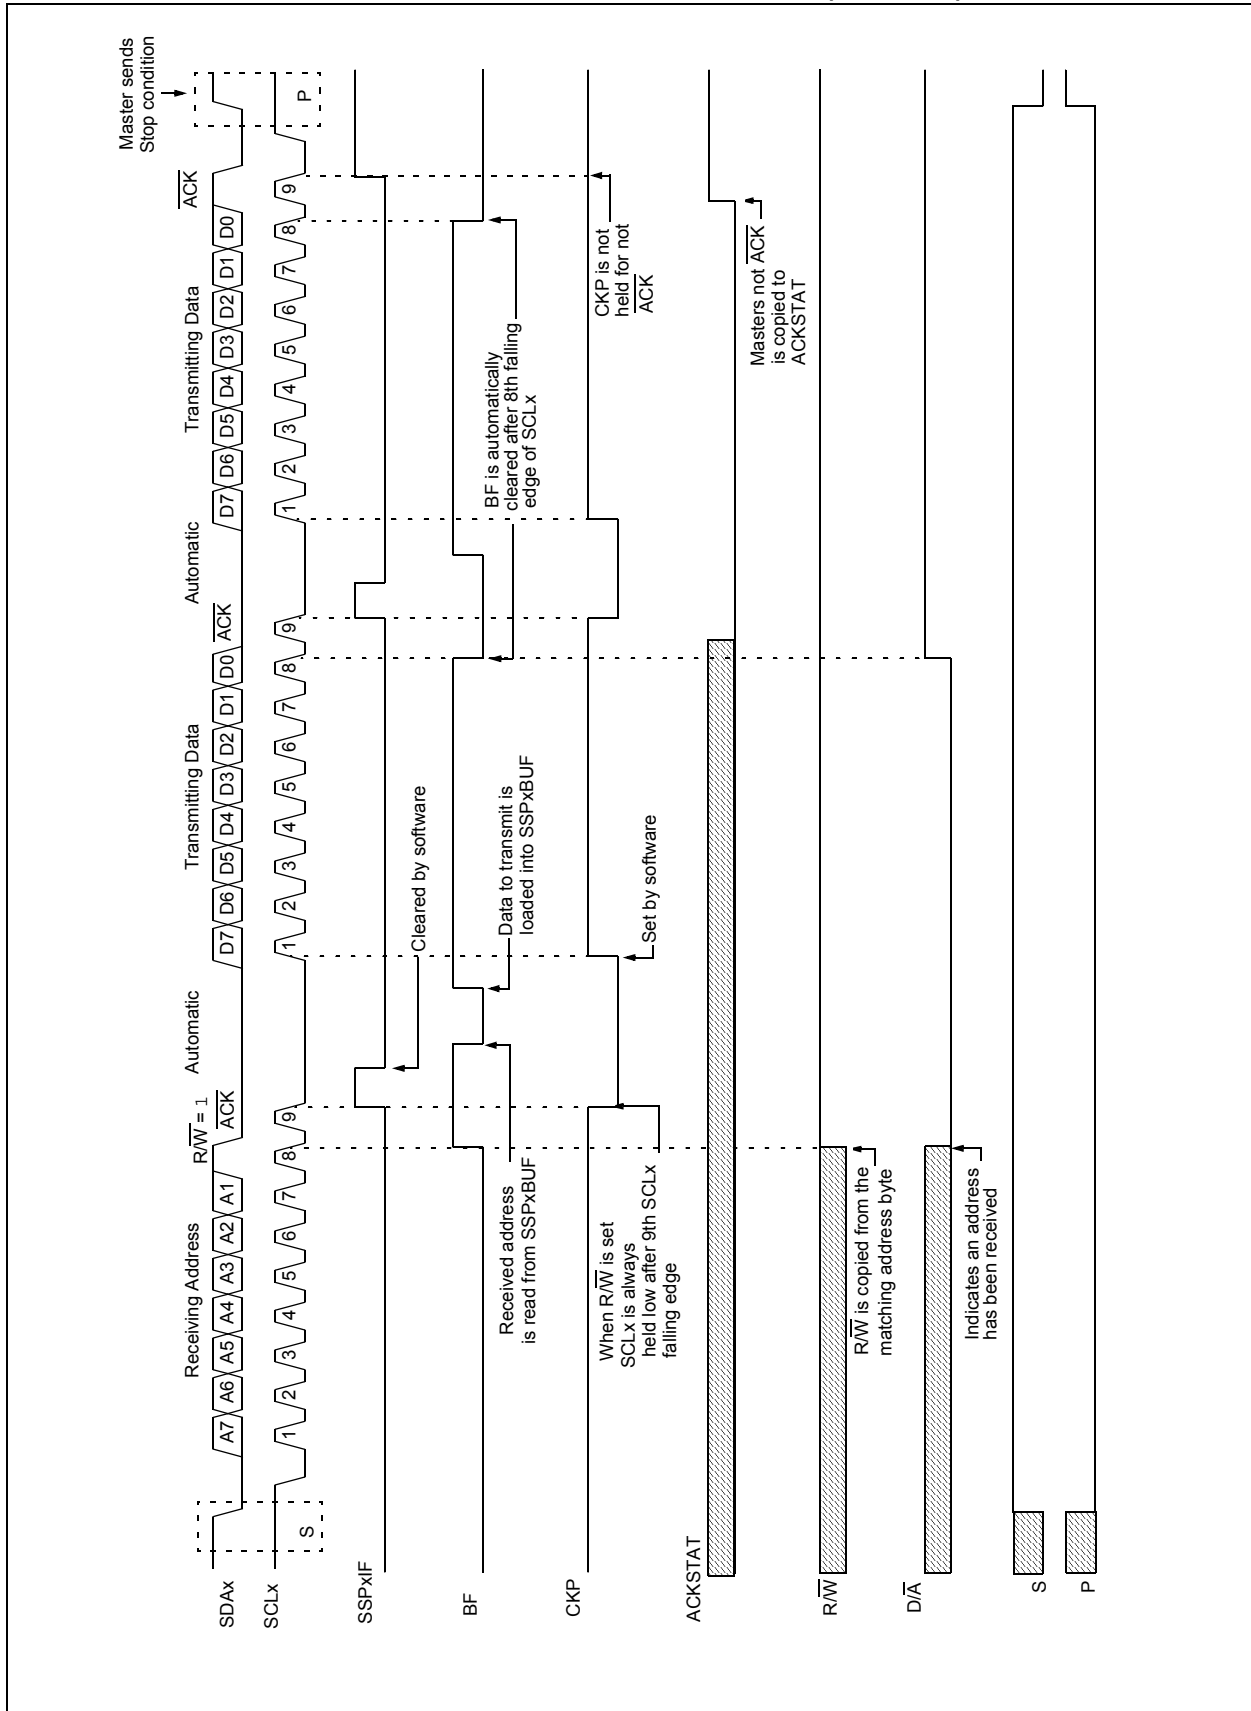 Master sends
Stop condition
Receiving Address
R/W = 1
Automatic
Transmitting Data
Automatic
Transmitting Data
SDAx
A7 A6 A5 A4 A3 A2 A1
ACK
D7 D6 D5 D4 D3 D2 D1 D0
ACK
D7 D6 D5 D4 D3 D2 D1 D0
ACK
SCLx
S
1 2 3 4 5 6 7 8 9
1 2 3 4 5 6 7 8 9
1 2 3 4 5 6 7 8 9
P
SSPxIF
Cleared by software
BF
Received address
is read from SSPxBUF
Data to transmit is
loaded into SSPxBUF
BF is automatically
cleared after 8th falling
edge of SCLx
CKP
When R/W is set
SCLx is always
held low after 9th SCLx
falling edge
Set by software
CKP is not
held for not
ACK
ACKSTAT
Masters not ACK
is copied to
ACKSTAT
R/W
R/W is copied from the
matching address byte
D/A
Indicates an address
has been received
S
P